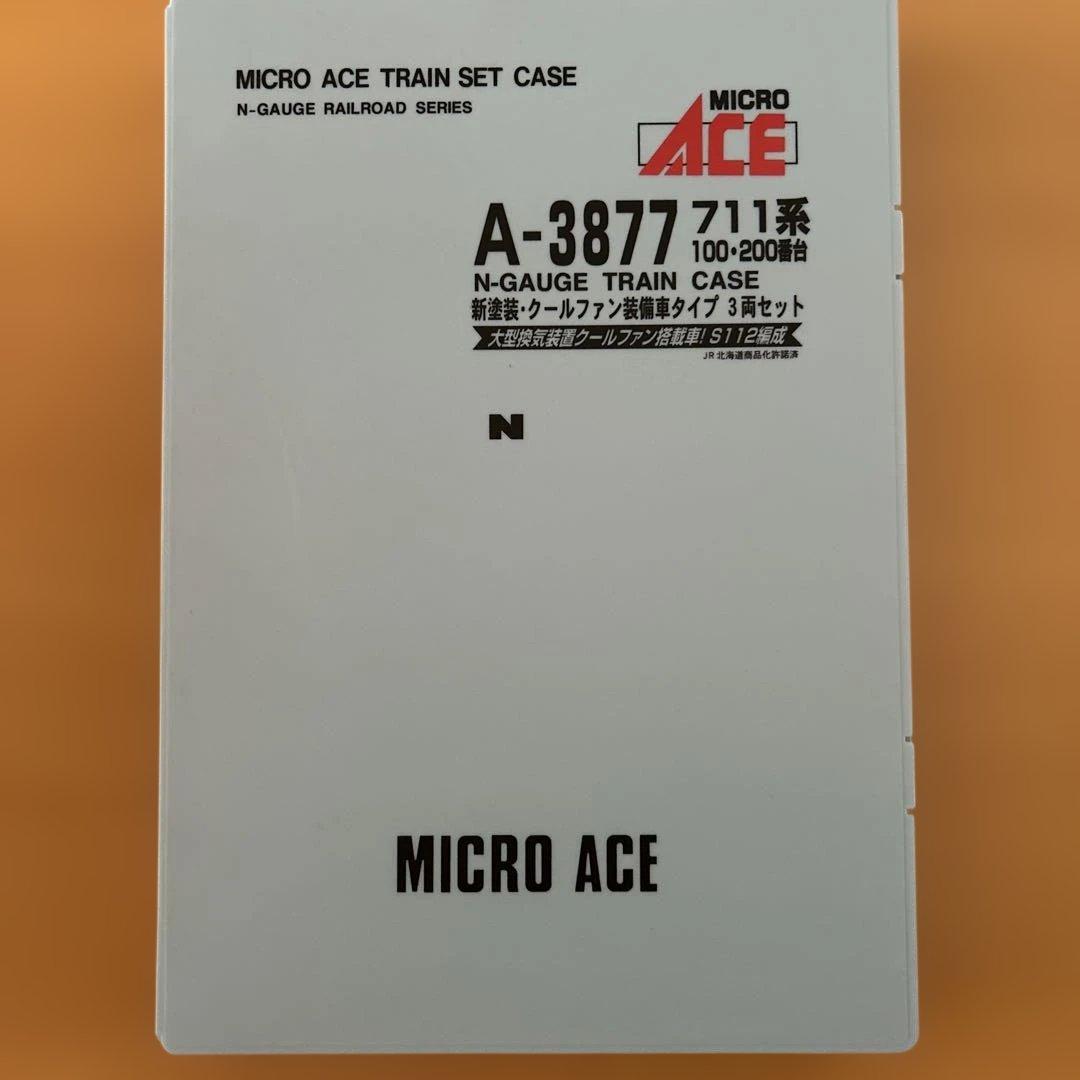 MICRO ACE TRAIN SET CASE
N-GAUGE RAILROAD SERIES
MICRO
ACE
A-3877 711系
100・200番台
N-GAUGE TRAIN CASE
新塗装・クールファン装備車タイプ 3両セット
大型換気装置クールファン搭載車! S112編成
JR北海道商品化許諾済
N
MICRO ACE